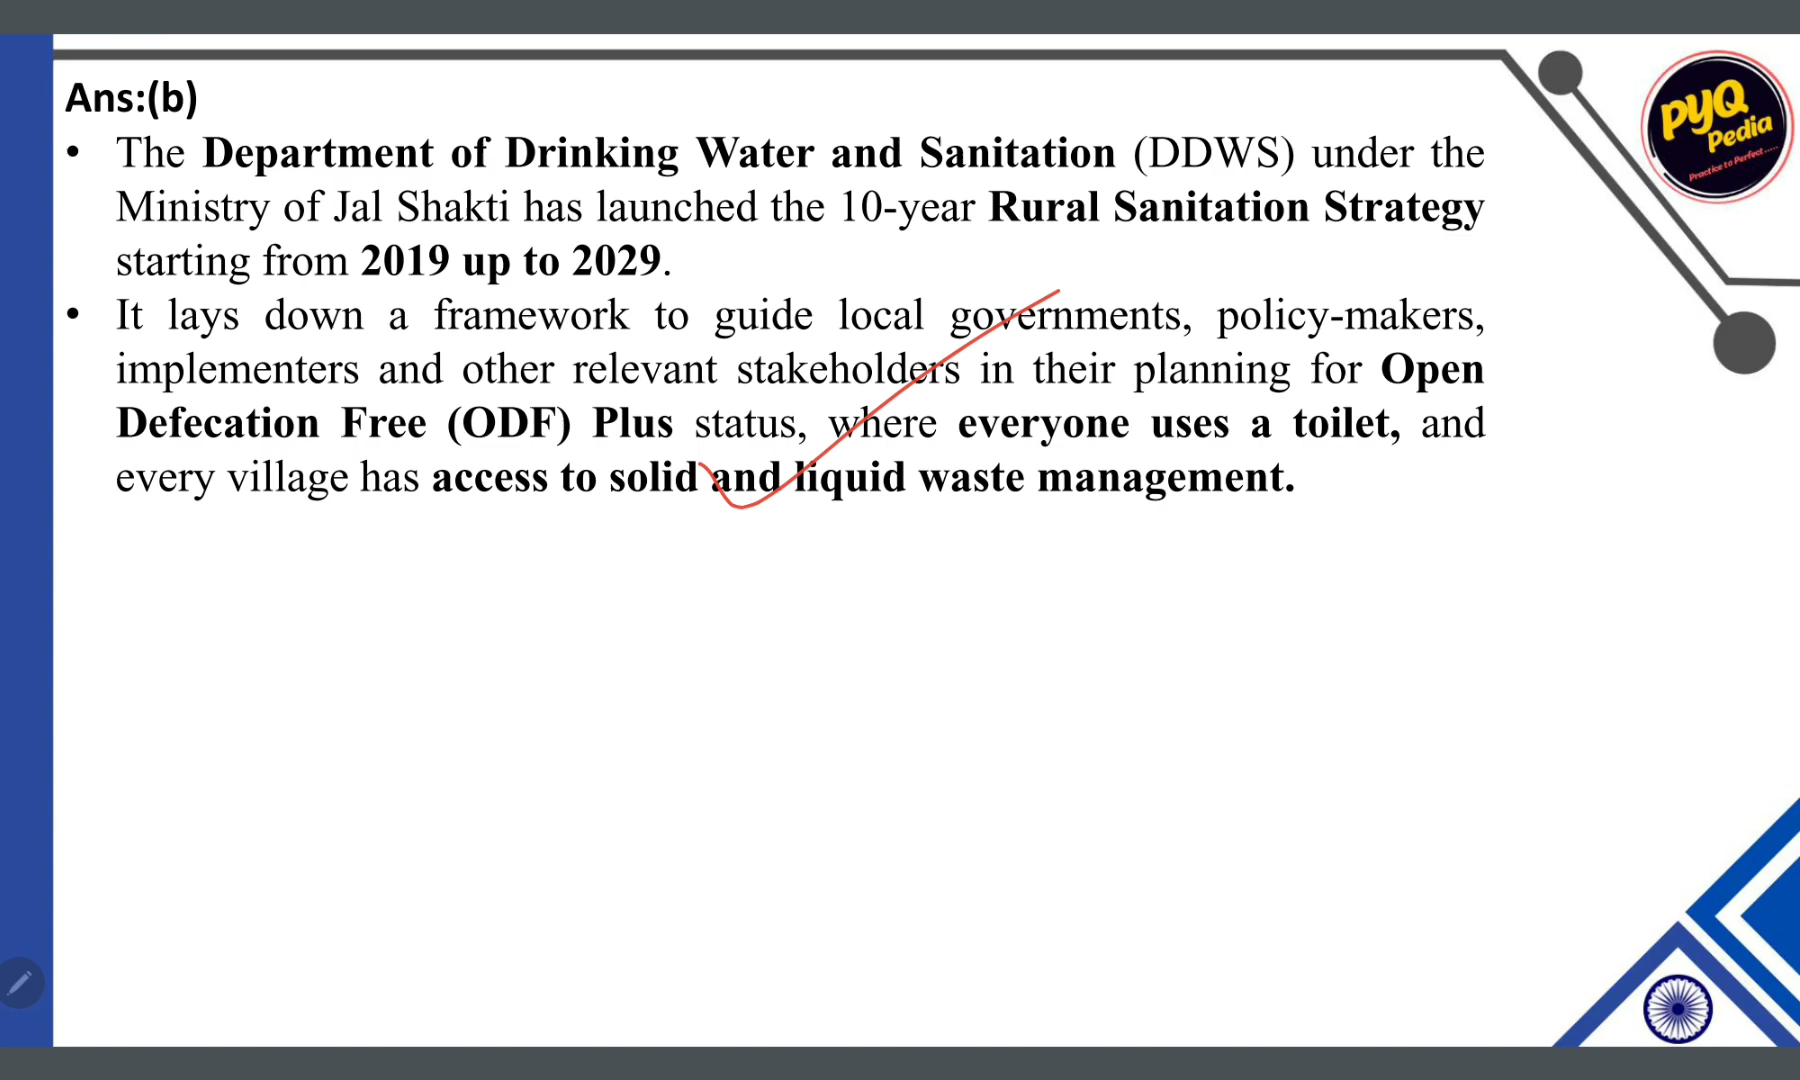 Ans:(b)
• The Department of Drinking Water and Sanitation (DDWS) under the
Ministry of Jal Shakti has launched the 10-year Rural Sanitation Strategy
starting from 2019 up to 2029.
• It lays down a framework to guide local governments, policy-makers,
implementers and other relevant stakeholders in their planning for Open
Defecation Free (ODF) Plus status, where everyone uses a toilet, and
every village has access to solid and liquid waste management.
PYQ
Pedia
Practice to Perfect.....